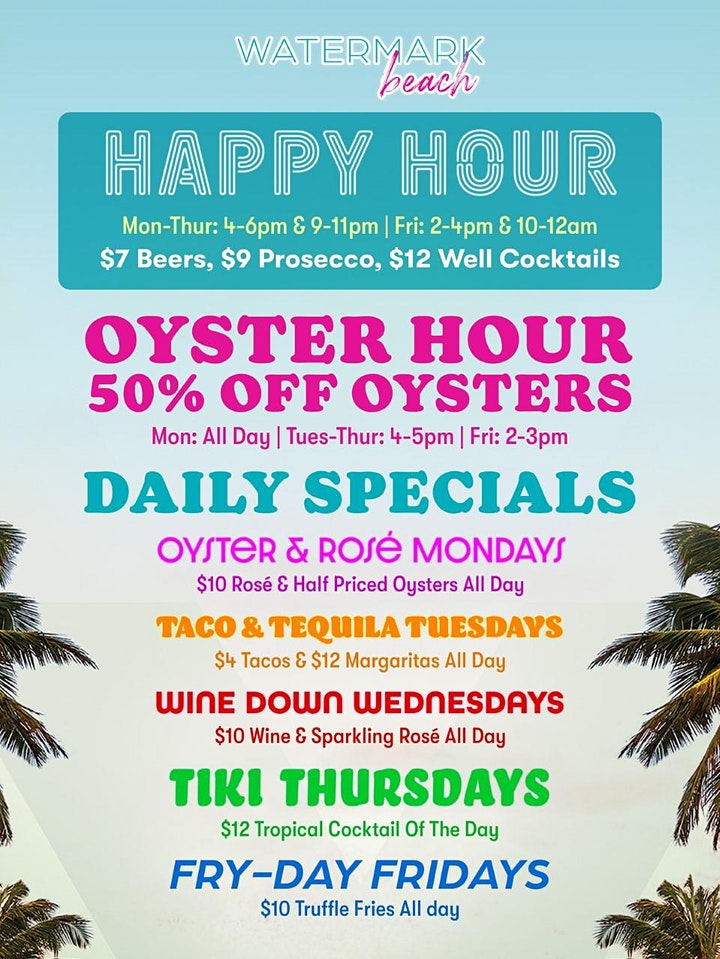 WATERMARK
beach
HAPPY HOUR
Mon-Thur: 4-6pm & 9-11pm | Fri: 2-4pm & 10-12am
$7 Beers, $9 Prosecco, $12 Well Cocktails
OYSTER HOUR
50% OFF OYSTERS
Mon: All Day | Tues-Thur: 4-5pm | Fri: 2-3pm
DAILY SPECIALS
OYSTER & ROSÉ MONDAYS
$10 Rosé & Half Priced Oysters All Day
TACO & TEQUILA TUESDAYS
$4 Tacos & $12 Margaritas All Day
WINE DOWN WEDNESDAYS
$10 Wine & Sparkling Rosé All Day
TIKI THURSDAYS
$12 Tropical Cocktail Of The Day
FRY-DAY FRIDAYS
$10 Truffle Fries All day